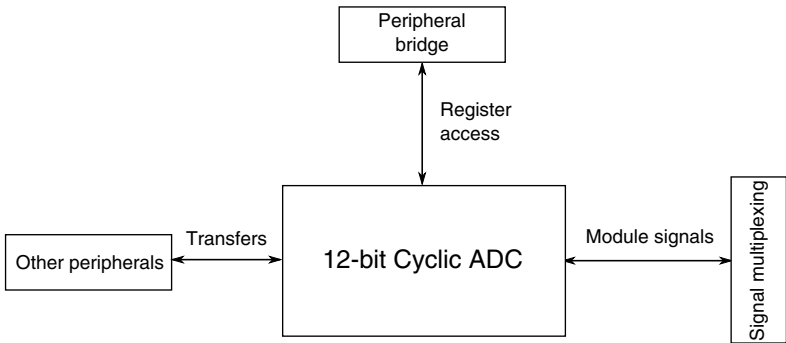 Peripheral
bridge
Register
access
Transfers
Other peripherals
12-bit Cyclic ADC
Module signals
Signal multiplexing